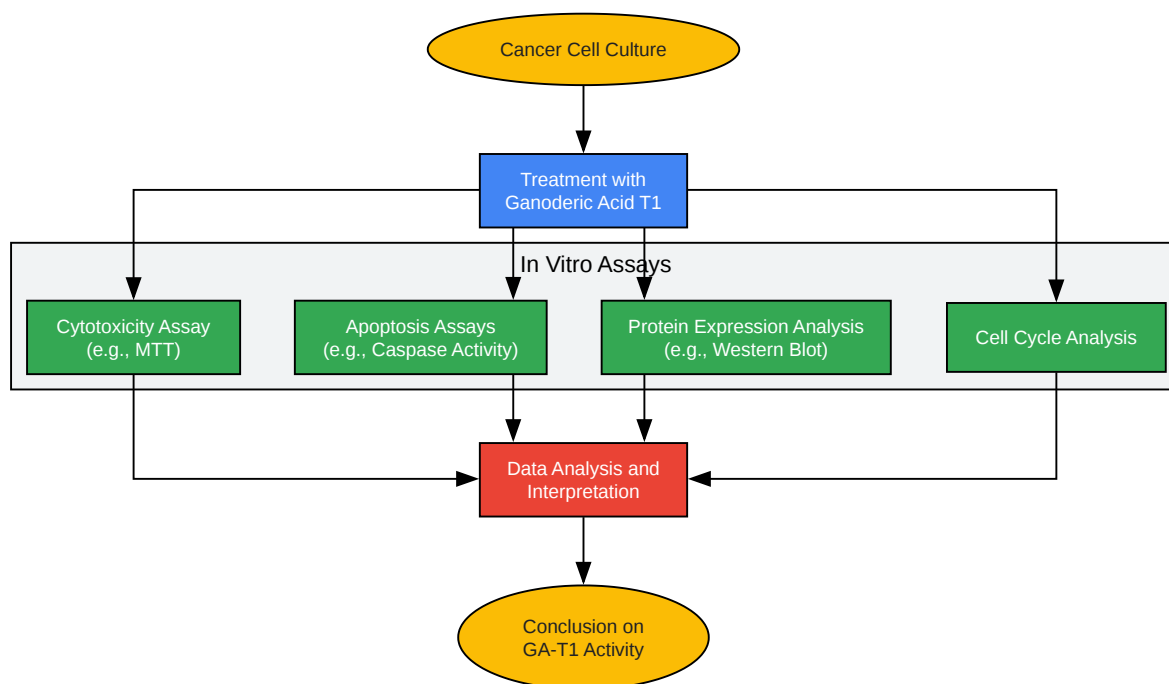 Cancer Cell Culture
Treatment with
Ganoderic Acid T1
In Vitro Assays
Cytotoxicity Assay
(e.g., MTT)
Apoptosis Assays
(e.g., Caspase Activity)
Protein Expression Analysis
(e.g., Western Blot)
Cell Cycle Analysis
Data Analysis and
Interpretation
Conclusion on
GA-T1 Activity